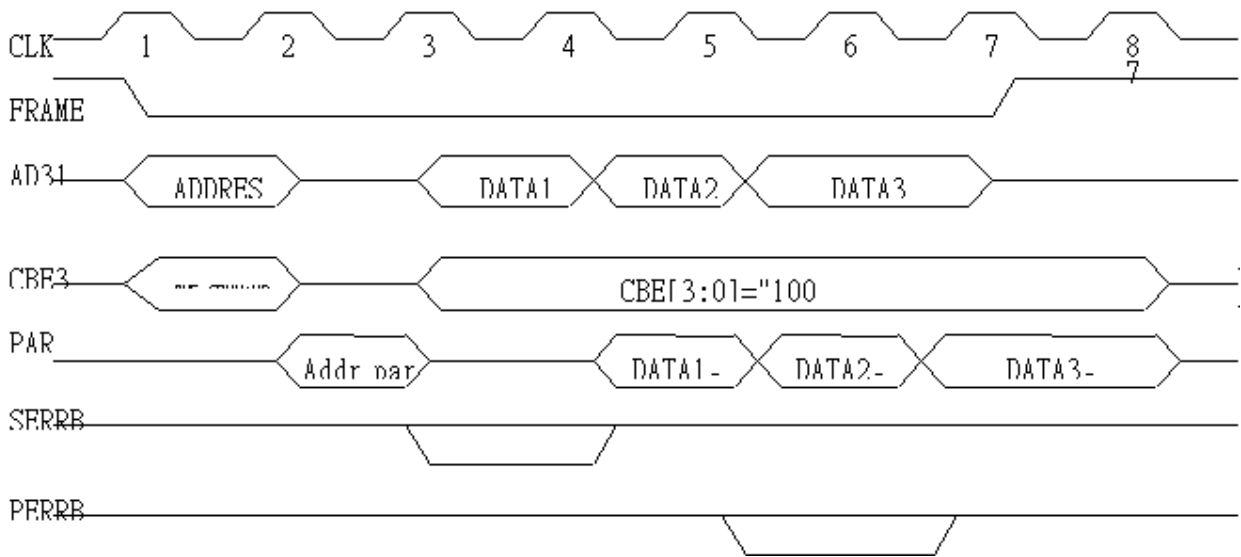 CLK 1 2 3 4 5 6 7 8
7
FRAME
AD31 ADDRES DATA1 DATA2 DATA3
CBE3 CBE[3:0]="100
PAR Addr par DATA1- DATA2- DATA3-
SERRB
PERRB